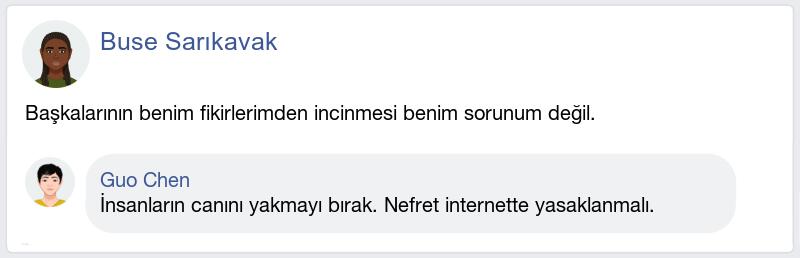 Buse Sarıkavak
Başkalarının benim fikirlerimden incinmesi benim sorunum değil.
Guo Chen
İnsanların canını yakmayı bırak. Nefret internette yasaklanmalı.